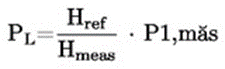 P_L = H_ref / H_meas · P1,măs